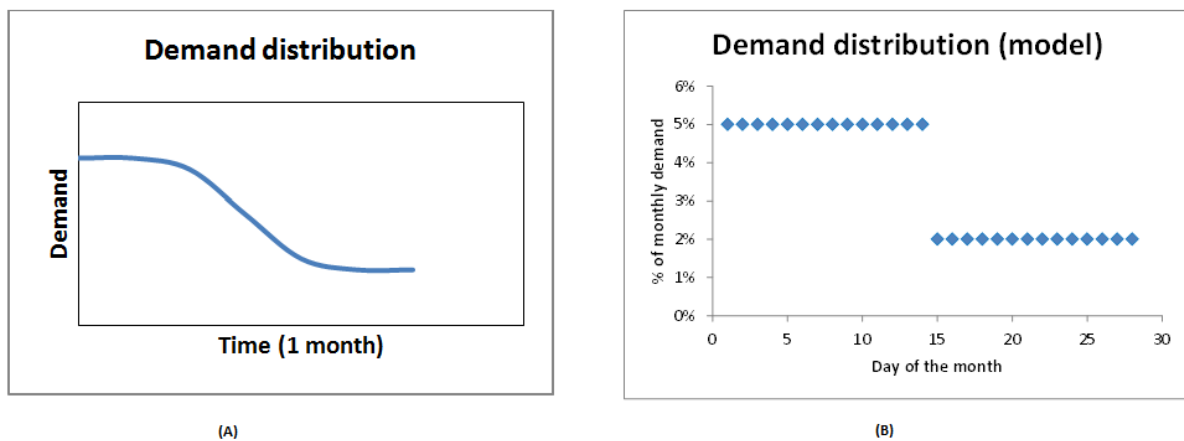 Demand distribution
Demand
Time (1 month)
(A)
Demand distribution (model)
% of monthly demand
6%
5%
4%
3%
2%
1%
0%
0 5 10 15 20 25 30
Day of the month
(B)